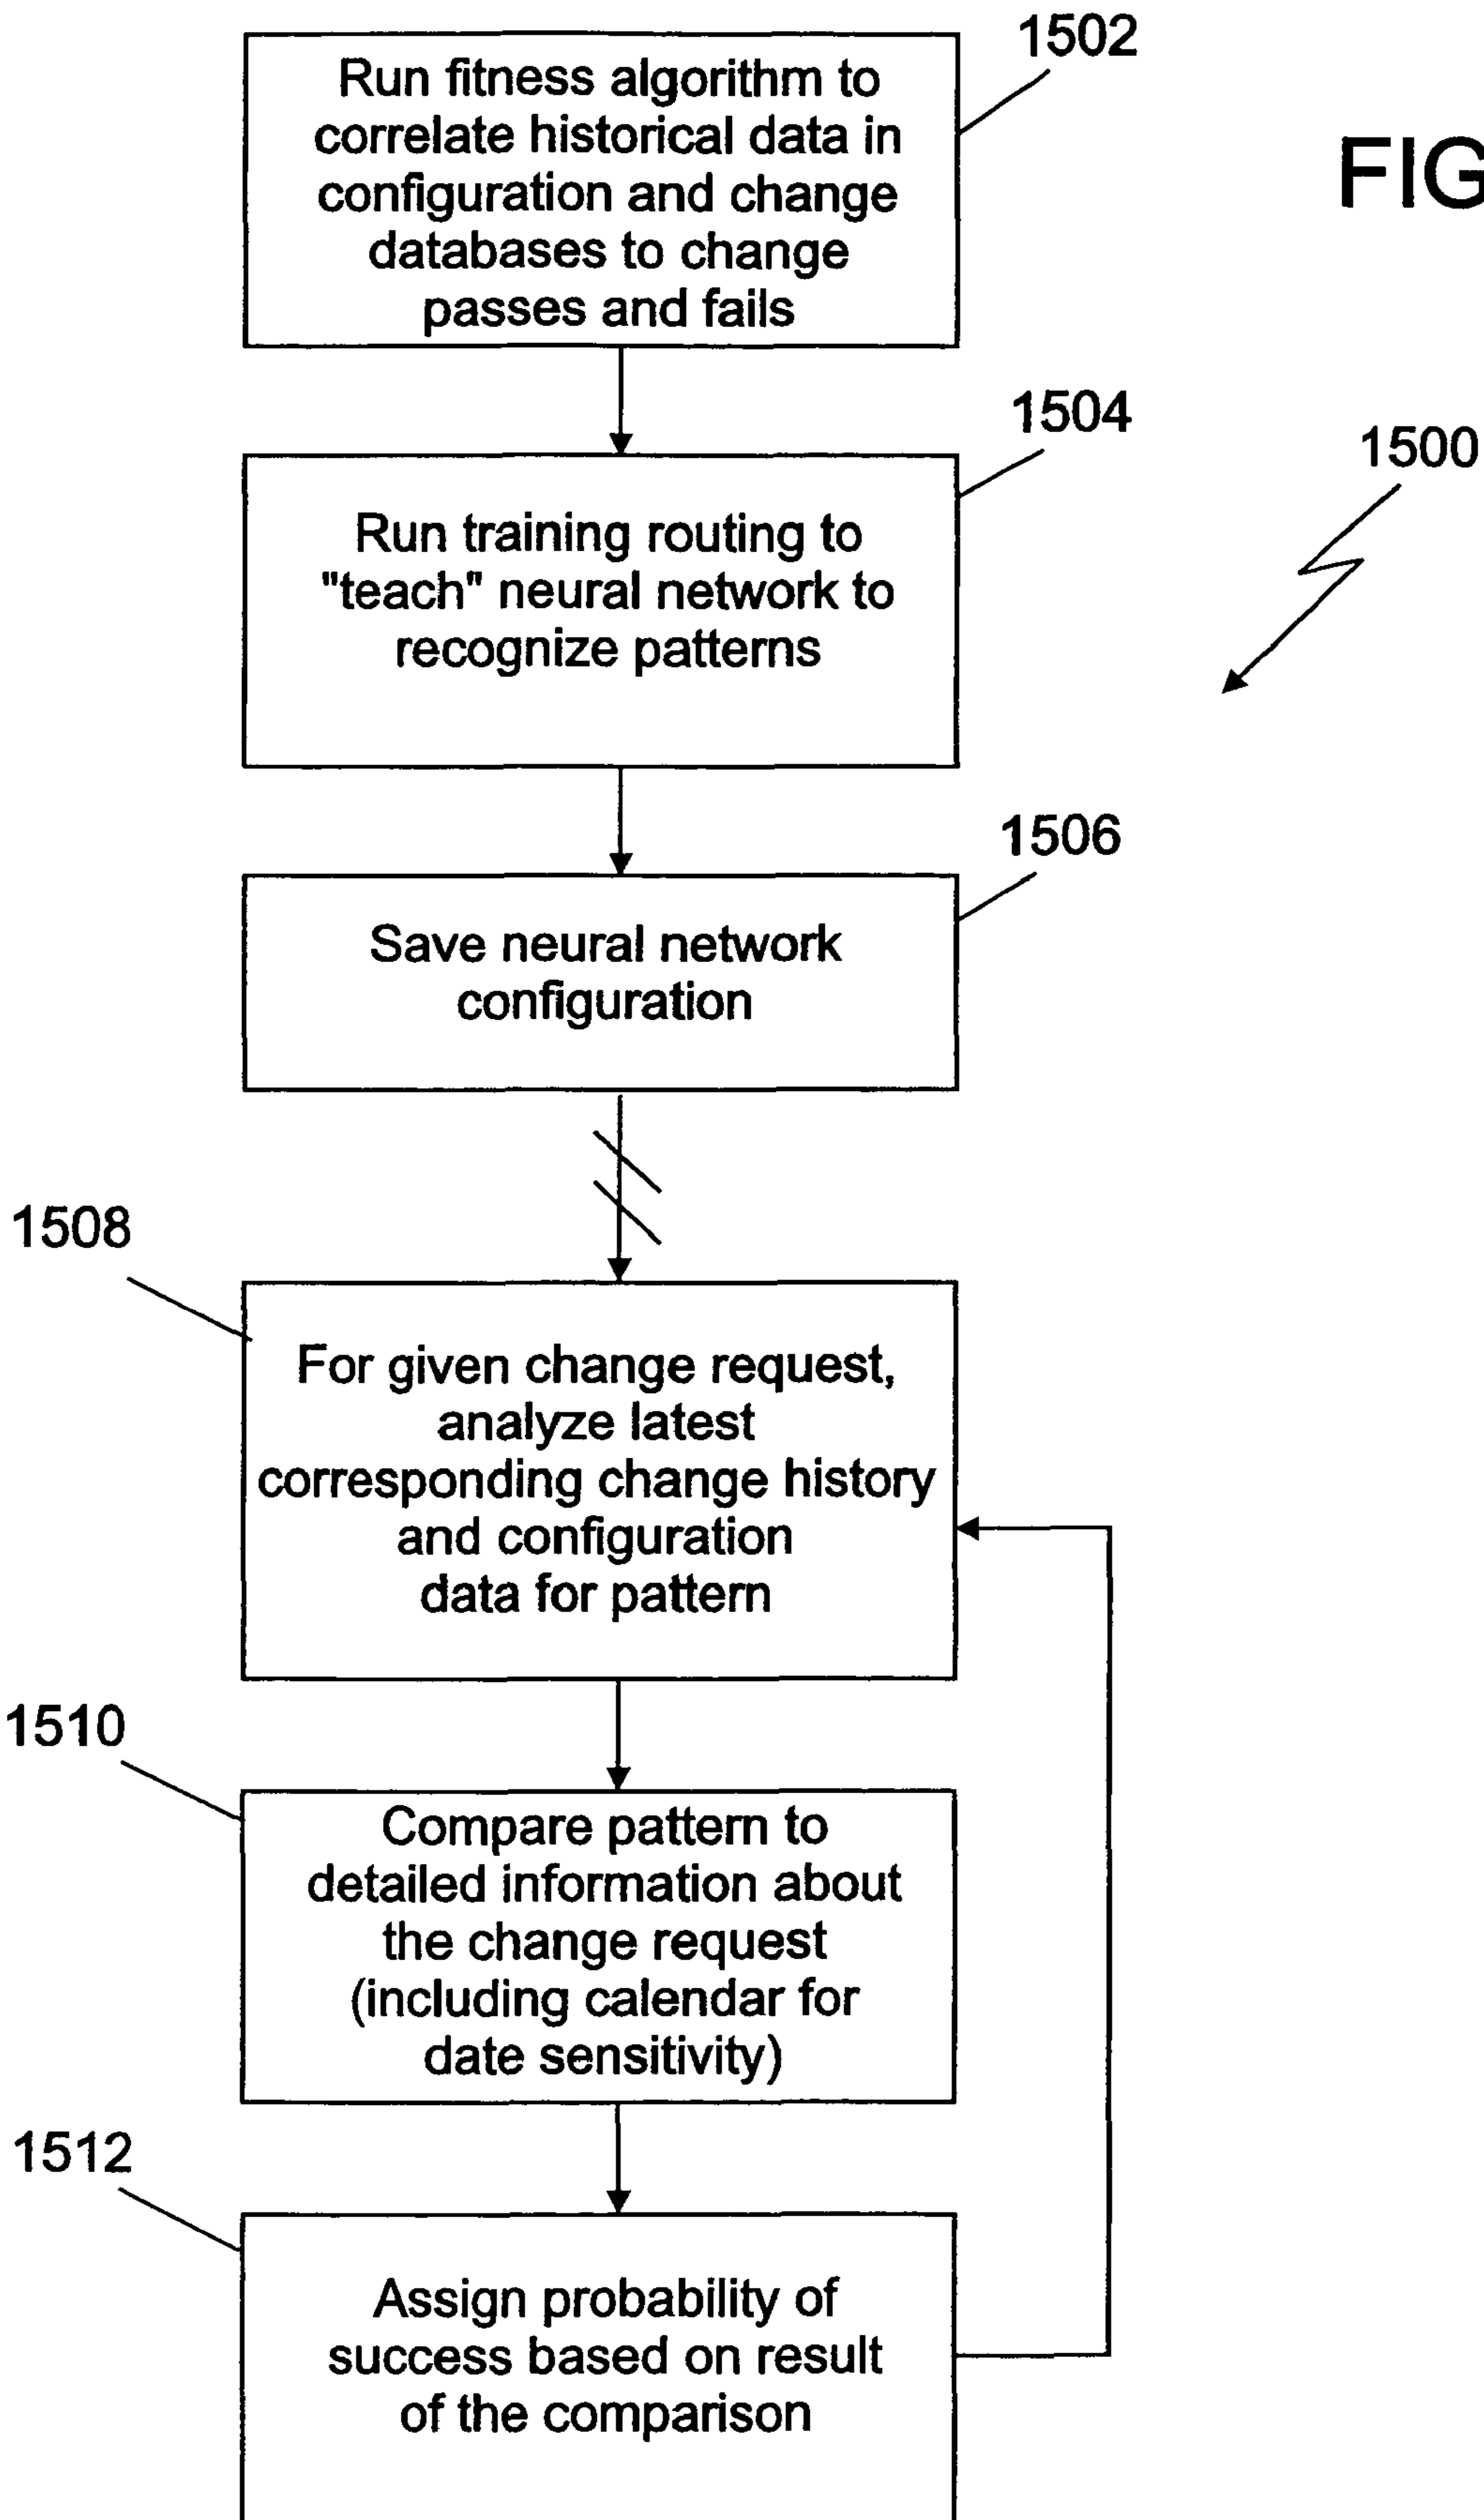 1502
Run fitness algorithm to
correlate historical data in
configuration and change
databases to change
passes and fails
FIG
1504
1500
Run training routing to
"teach" neural network to
recognize patterns
1506
Save neural network
configuration
1508
For given change request,
analyze latest
corresponding change history
and configuration
data for pattern
1510
Compare pattern to
detailed information about
the change request
(including calendar for
date sensitivity)
1512
Assign probability of
success based on result
of the comparison